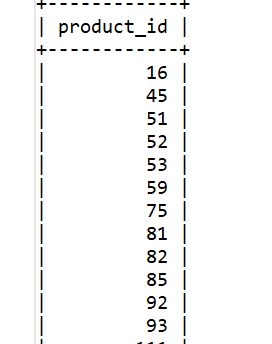 +------------+
| product_id |
+------------+
| 16 |
| 45 |
| 51 |
| 52 |
| 53 |
| 59 |
| 75 |
| 81 |
| 82 |
| 85 |
| 92 |
| 93 |